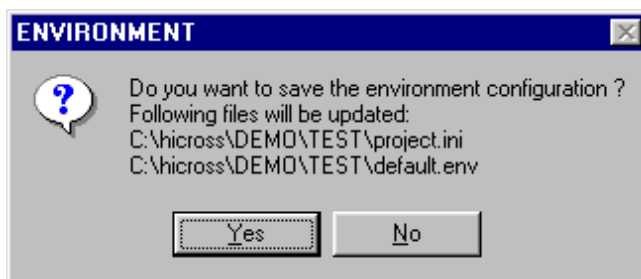 ENVIRONMENT
Do you want to save the environment configuration ?
Following files will be updated:
C:\hicross\DEMO\TEST\project.ini
C:\hicross\DEMO\TEST\default.env
Yes
No